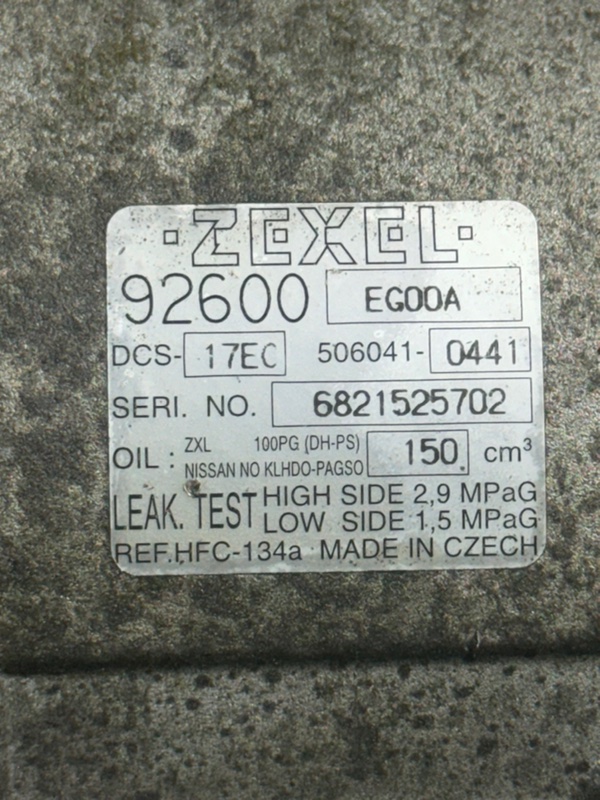 ·ZEXEL·
92600 EG00A
DCS- 17EC 506041- 0441
SERI. NO. 6821525702
OIL : ZXL 100PG (DH-PS) 150 cm³
NISSAN NO KLHDO-PAGSO
LEAK. TEST HIGH SIDE 2,9 MPaG
LOW SIDE 1,5 MPaG
REF.HFC-134a MADE IN CZECH